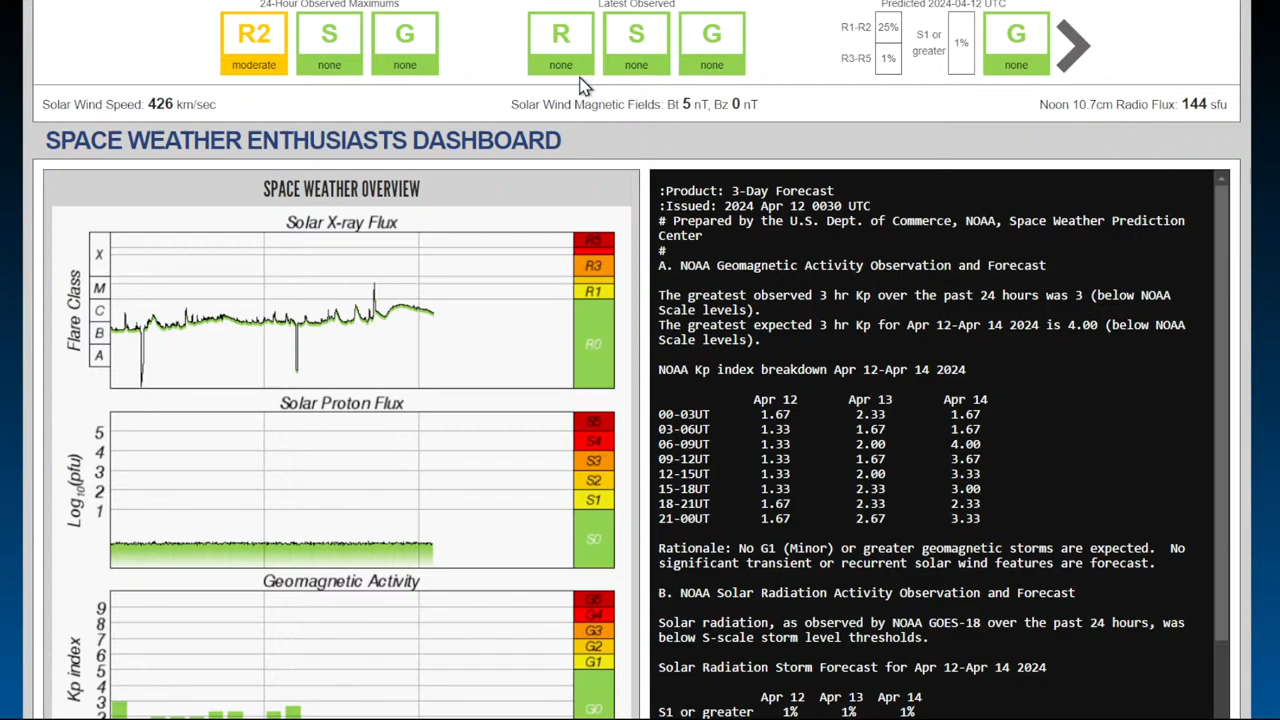 24-Hour Observed Maximums
Latest Observed
Predicted 2024-04-12 UTC
R2 S G
moderate none none
R S G
none none none
R1-R2 25%
R3-R5 1%
S1 or greater 1%
G
none
Solar Wind Speed: 426 km/sec
Solar Wind Magnetic Fields: Bt 5 nT, Bz 0 nT
Noon 10.7cm Radio Flux: 144 sfu
SPACE WEATHER ENTHUSIASTS DASHBOARD
SPACE WEATHER OVERVIEW
Solar X-ray Flux
Flare Class
X
M
C
B
A
R5
R3
R1
R0
Solar Proton Flux
Log10(pfu)
5
4
3
2
1
S5
S4
S3
S2
S1
S0
Geomagnetic Activity
Kp index
9
8
7
6
5
4
3
2
G5
G4
G3
G2
G1
G0
:Product: 3-Day Forecast
:Issued: 2024 Apr 12 0030 UTC
# Prepared by the U.S. Dept. of Commerce, NOAA, Space Weather Prediction
Center
#
A. NOAA Geomagnetic Activity Observation and Forecast
The greatest observed 3 hr Kp over the past 24 hours was 3 (below NOAA
Scale levels).
The greatest expected 3 hr Kp for Apr 12-Apr 14 2024 is 4.00 (below NOAA
Scale levels).
NOAA Kp index breakdown Apr 12-Apr 14 2024
Apr 12 Apr 13 Apr 14
00-03UT 1.67 2.33 1.67
03-06UT 1.33 1.67 1.67
06-09UT 1.33 2.00 4.00
09-12UT 1.33 1.67 3.67
12-15UT 1.33 2.00 3.33
15-18UT 1.33 2.33 3.00
18-21UT 1.67 2.33 2.33
21-00UT 1.67 2.67 3.33
Rationale: No G1 (Minor) or greater geomagnetic storms are expected. No
significant transient or recurrent solar wind features are forecast.
B. NOAA Solar Radiation Activity Observation and Forecast
Solar radiation, as observed by NOAA GOES-18 over the past 24 hours, was
below S-scale storm level thresholds.
Solar Radiation Storm Forecast for Apr 12-Apr 14 2024
Apr 12 Apr 13 Apr 14
S1 or greater 1% 1% 1%